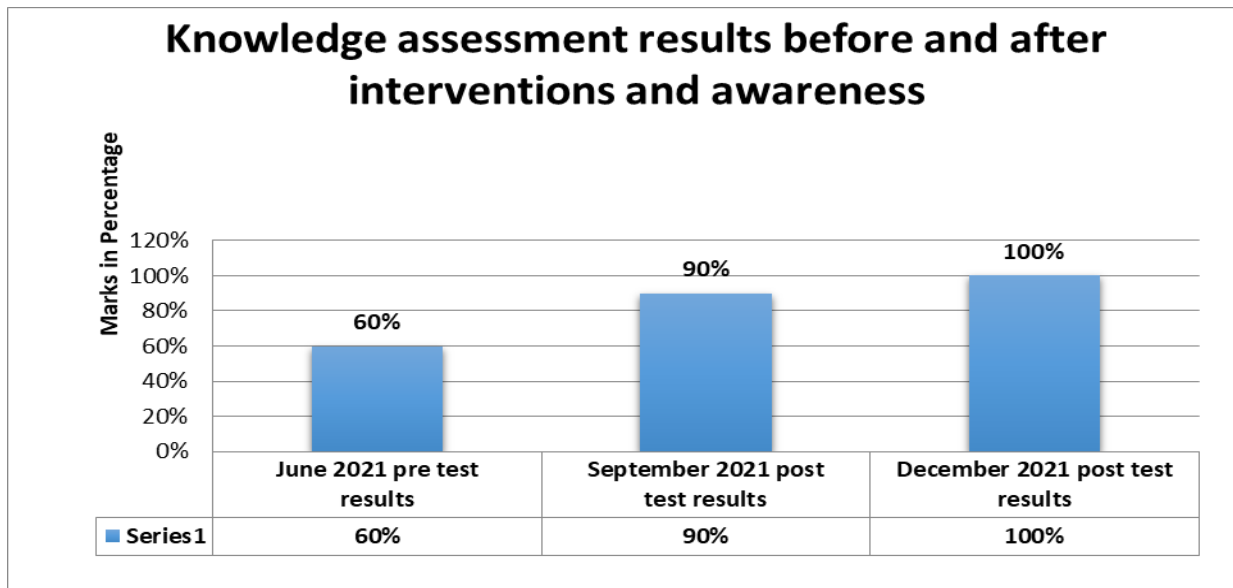 Knowledge assessment results before and after
interventions and awareness
Marks in Percentage
120%
100%
80%
60%
40%
20%
0%
60%
90%
100%
June 2021 pre test
results
September 2021 post
test results
December 2021 post test
results
Series1 60% 90% 100%